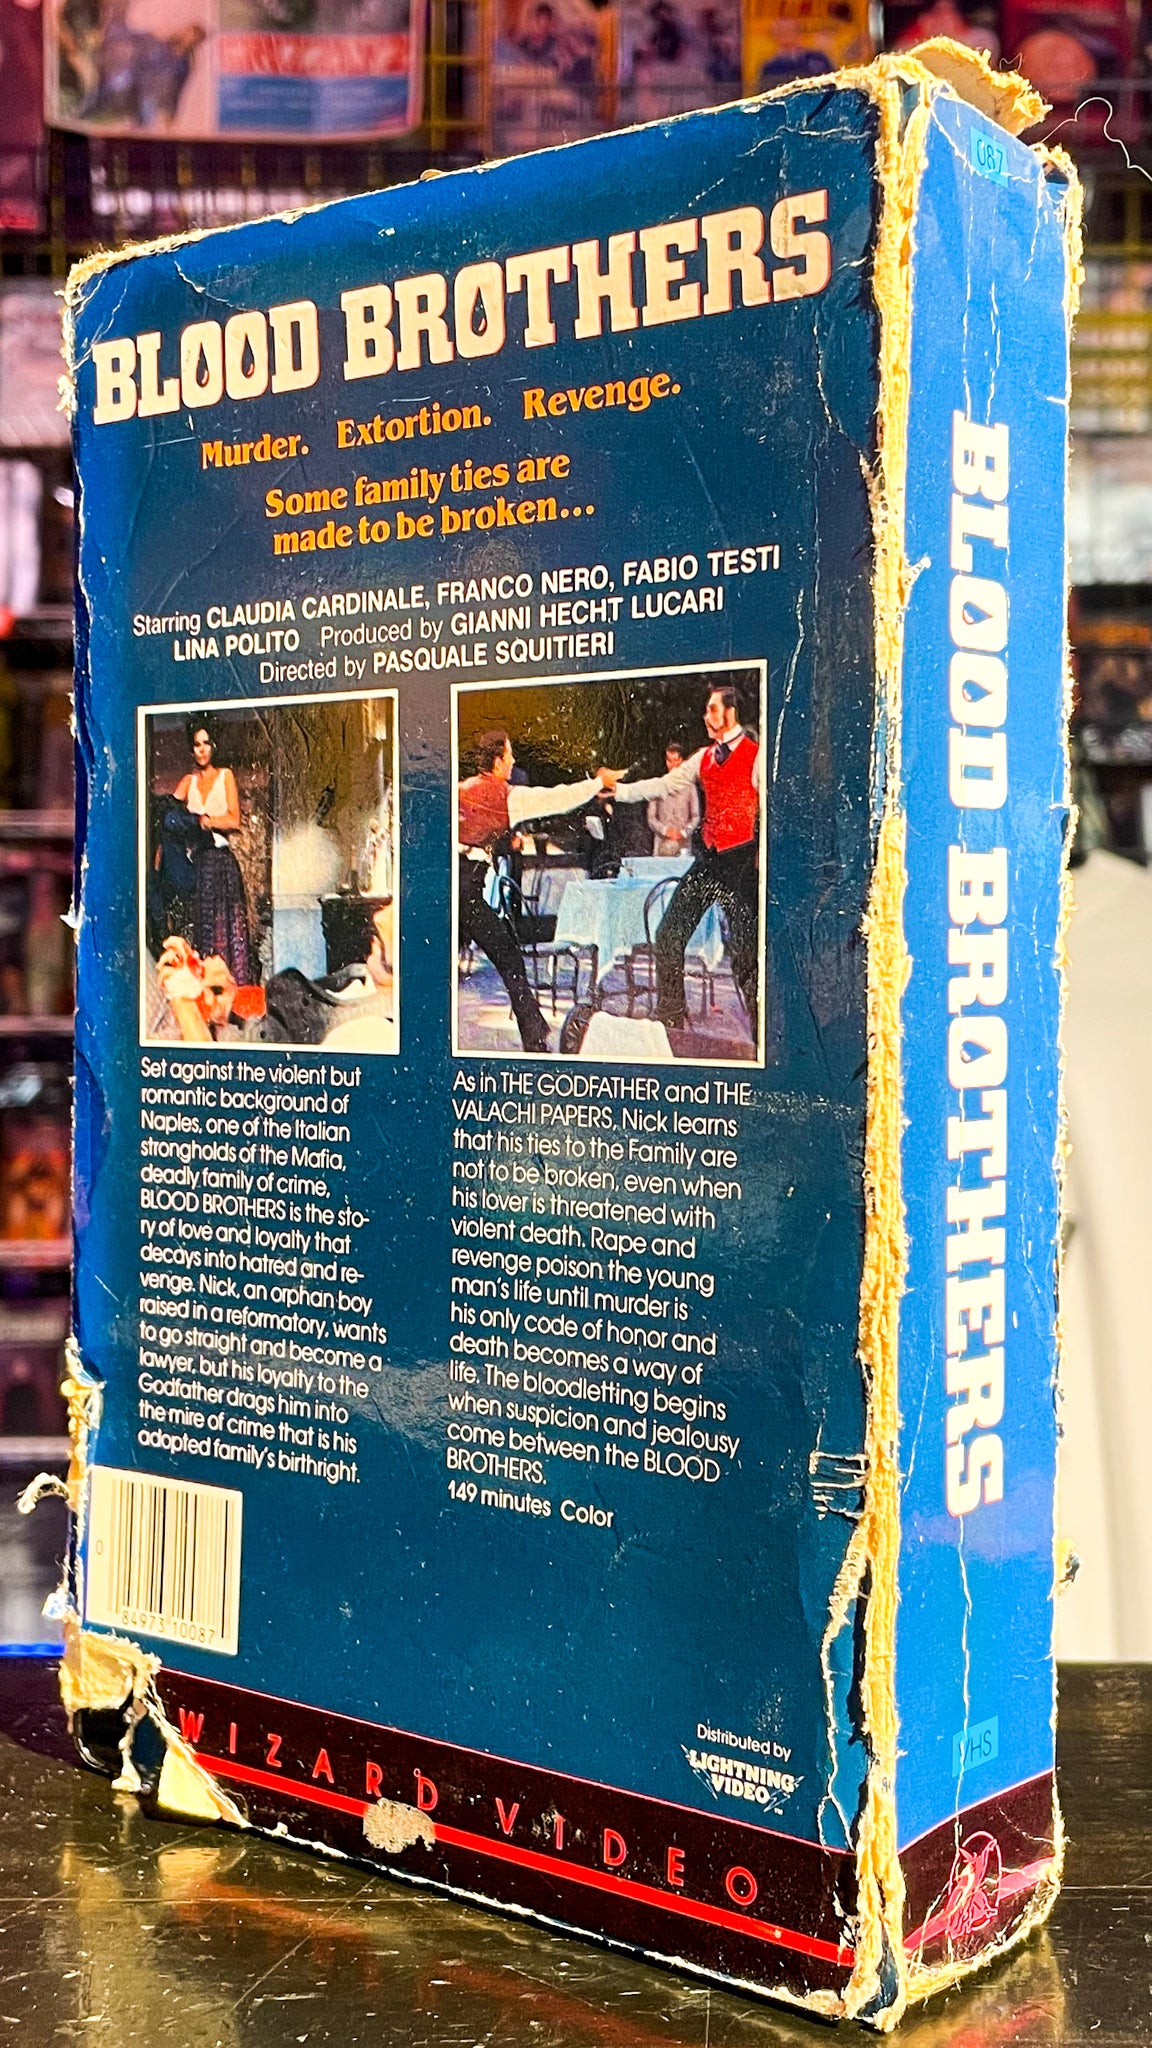 BLOOD BROTHERS
Murder. Extortion. Revenge.
Some family ties are
made to be broken...
Starring CLAUDIA CARDINALE, FRANCO NERO, FABIO TESTI
LINA POLITO Produced by GIANNI HECHT LUCARI
Directed by PASQUALE SQUITIERI
Set against the violent but
romantic background of
Naples, one of the Italian
strongholds of the Mafia,
deadly family of crime,
BLOOD BROTHERS is the sto-
ry of love and loyalty that
decays into hatred and re-
venge. Nick, an orphan boy
raised in a reformatory, wants
to go straight and become a
lawyer, but his loyalty to the
Godfather drags him into
the mire of crime that is his
adopted family's birthright.
As in THE GODFATHER and THE
VALACHI PAPERS, Nick learns
that his ties to the Family are
not to be broken, even when
his lover is threatened with
violent death. Rape and
revenge poison the young
man's life until murder is
his only code of honor and
death becomes a way of
life. The bloodletting begins
when suspicion and jealousy
come between the BLOOD
BROTHERS.
149 minutes Color
0 84973 10087
Distributed by
LIGHTNING
VIDEO TM
WIZARD VIDEO
087
BLOOD BROTHERS
VHS